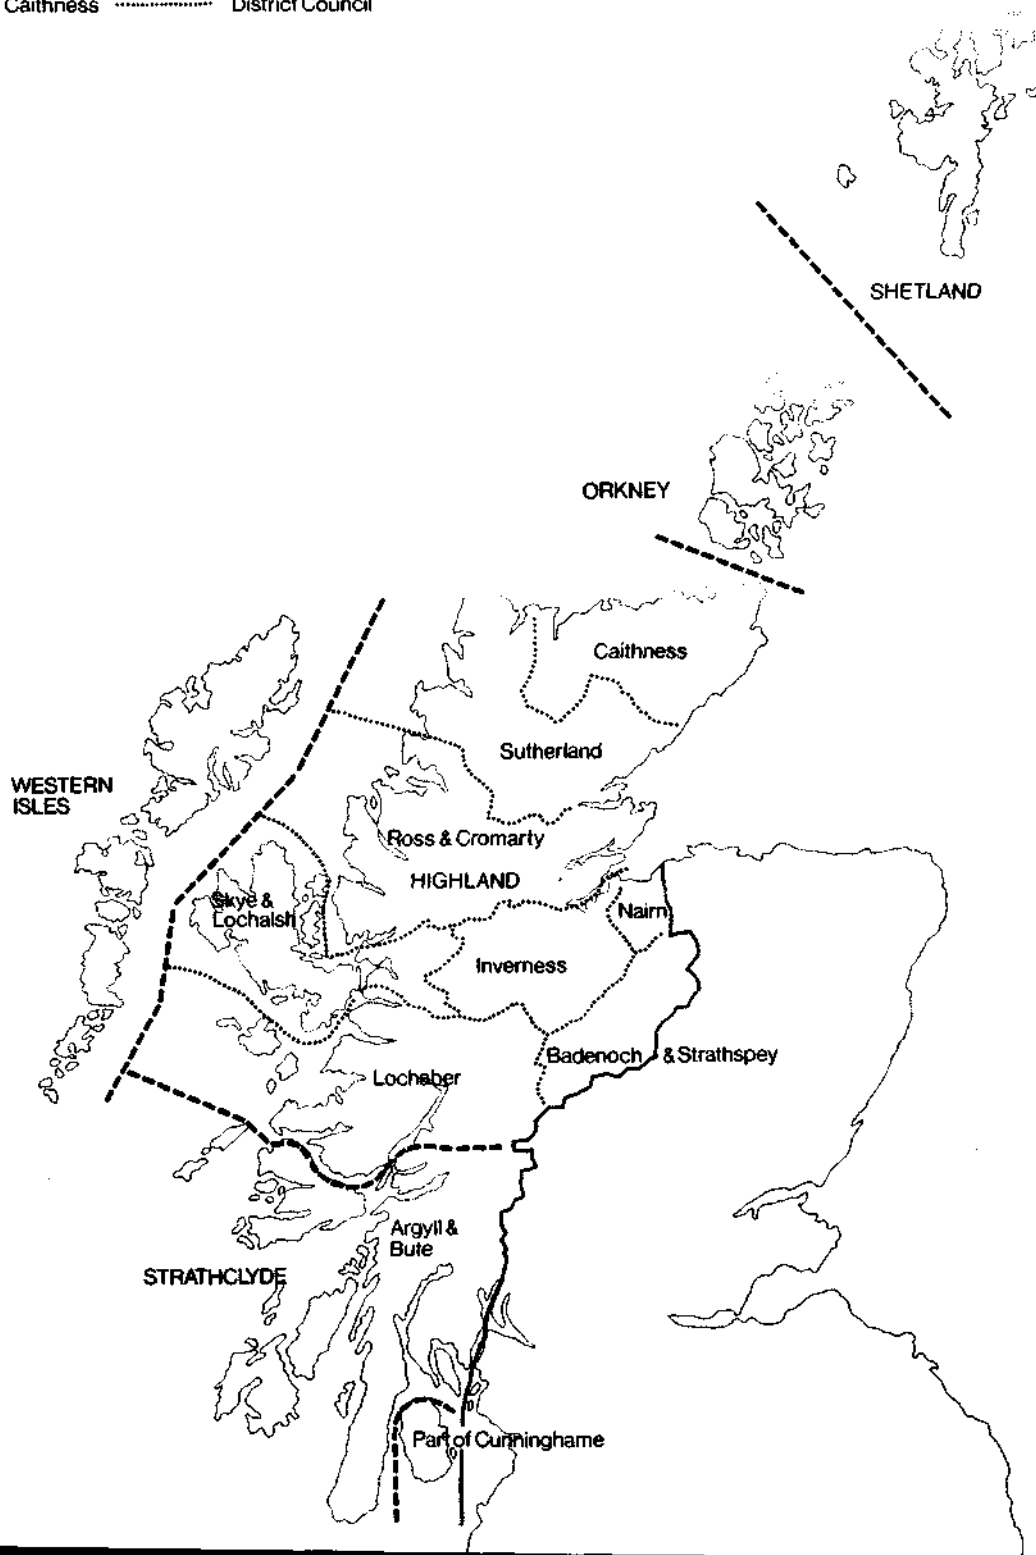 Caithness ............ District Council
SHETLAND
ORKNEY
Caithness
Sutherland
WESTERN
ISLES
Ross & Cromarty
HIGHLAND
Skye &
Lochalsh
Nairn
Inverness
Badenoch & Strathspey
Lochaber
Argyll &
Bute
STRATHCLYDE
Part of Cunninghame